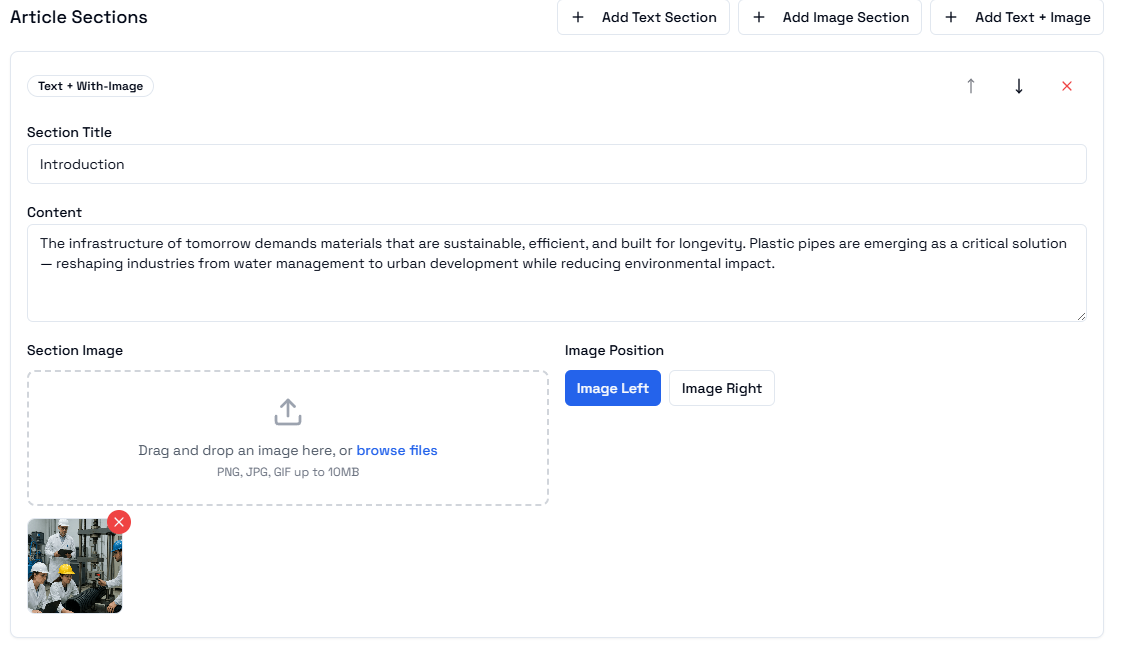 Article Sections
+ Add Text Section
+ Add Image Section
+ Add Text + Image
Text + With-Image
Section Title
Introduction
Content
The infrastructure of tomorrow demands materials that are sustainable, efficient, and built for longevity. Plastic pipes are emerging as a critical solution
— reshaping industries from water management to urban development while reducing environmental impact.
Section Image
Image Position
Image Left
Image Right
Drag and drop an image here, or browse files
PNG, JPG, GIF up to 10MB